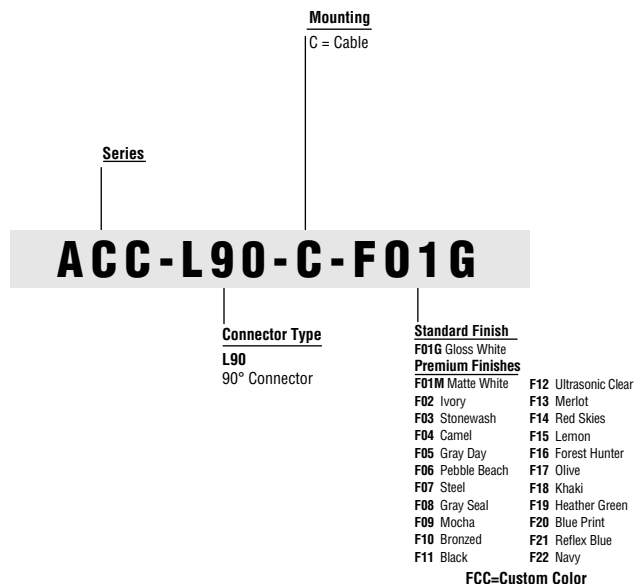 Mounting
C = Cable
Series
ACC-L90-C-F01G
Connector Type
L90
90° Connector
Standard Finish
F01G Gloss White
Premium Finishes
F01M Matte White
F02 Ivory
F03 Stonewash
F04 Camel
F05 Gray Day
F06 Pebble Beach
F07 Steel
F08 Gray Seal
F09 Mocha
F10 Bronzed
F11 Black
F12 Ultrasonic Clear
F13 Merlot
F14 Red Skies
F15 Lemon
F16 Forest Hunter
F17 Olive
F18 Khaki
F19 Heather Green
F20 Blue Print
F21 Reflex Blue
F22 Navy
FCC=Custom Color